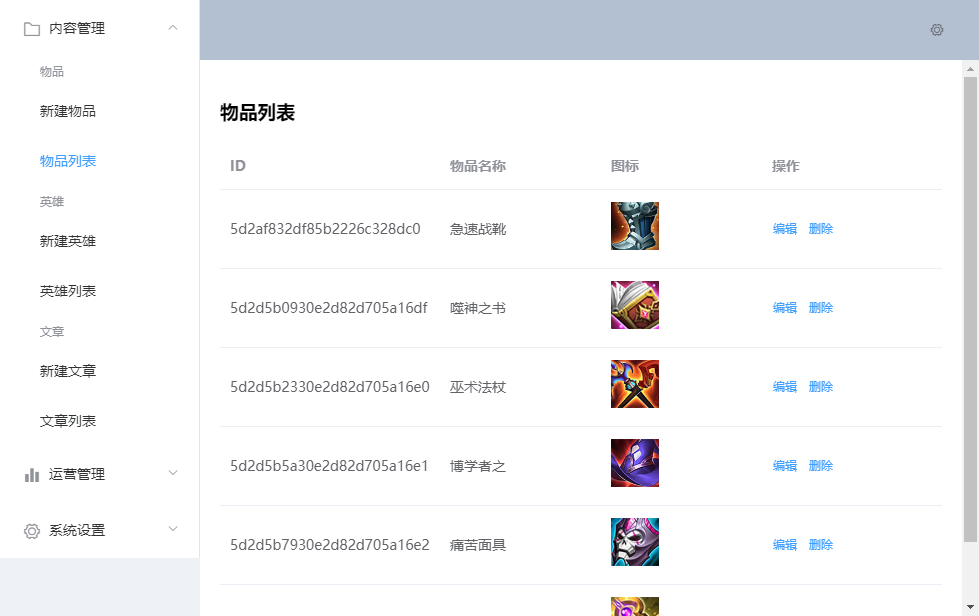 内容管理
物品
新建物品
物品列表
英雄
新建英雄
英雄列表
文章
新建文章
文章列表
运营管理
系统设置
物品列表
ID 物品名称 图标 操作
5d2af832df85b2226c328dc0 急速战靴 编辑 删除
5d2d5b0930e2d82d705a16df 噬神之书 编辑 删除
5d2d5b2330e2d82d705a16e0 巫术法杖 编辑 删除
5d2d5b5a30e2d82d705a16e1 博学者之 编辑 删除
5d2d5b7930e2d82d705a16e2 痛苦面具 编辑 删除